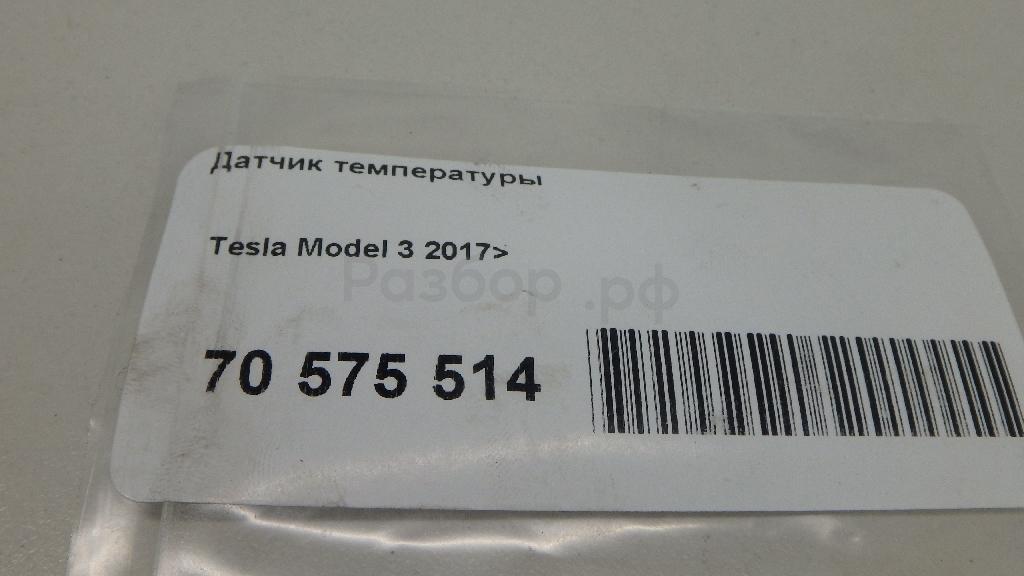 Датчик температуры
Tesla Model 3 2017>
Разбор.рф
70 575 514